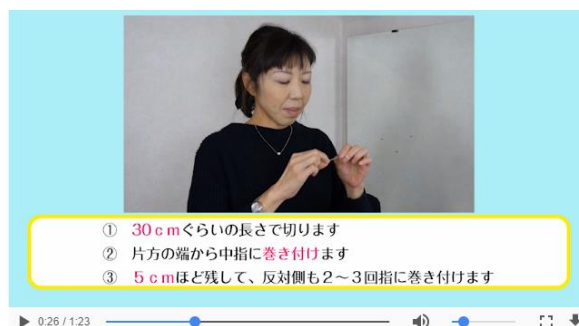 ① 30cmぐらいの長さで切ります
② 片方の端から中指に巻き付けます
③ 5cmほど残して、反対側も2〜3回指に巻き付けます
0:26 / 1:23